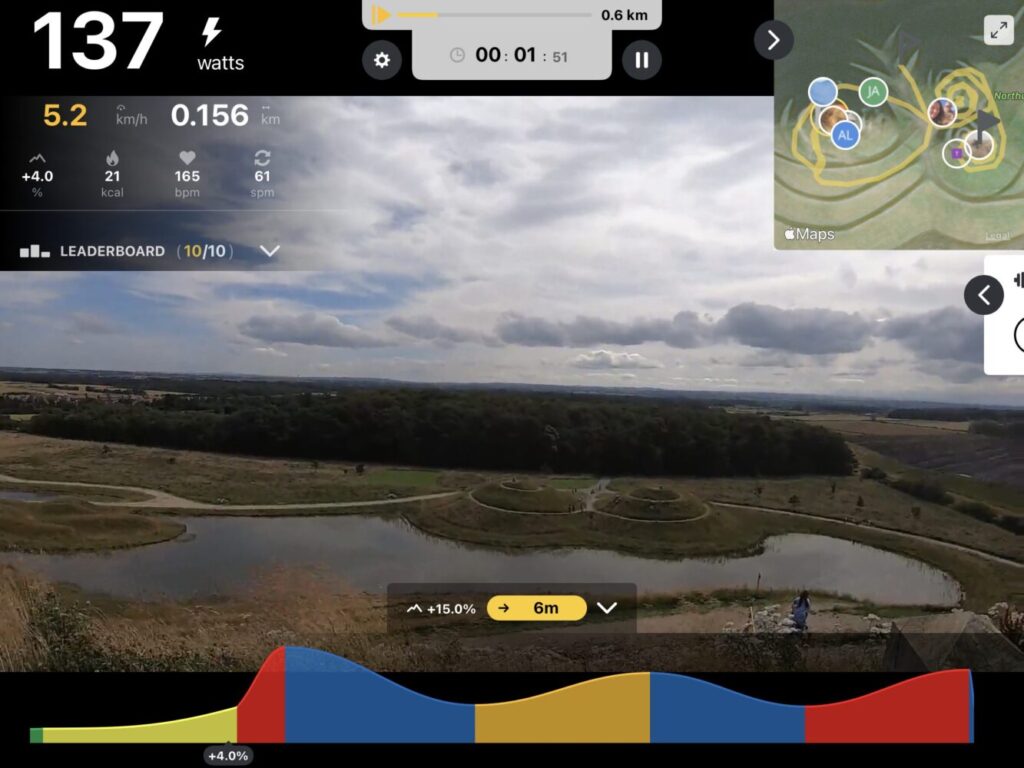 137 watts
0.6 km
00 : 01 : 51
5.2 km/h 0.156 km
+4.0 21 165 61
% kcal bpm spm
LEADERBOARD (10/10)
JA
AL
T
North
Maps
Legal
+15.0% → 6m
+4.0%